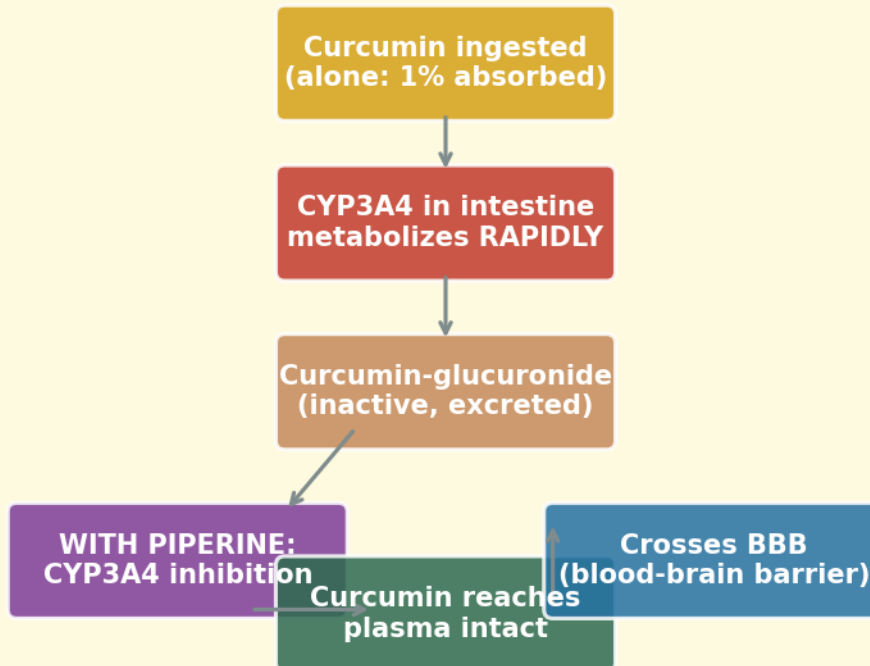 Curcumin ingested
(alone: 1% absorbed)
CYP3A4 in intestine
metabolizes RAPIDLY
Curcumin-glucuronide
(inactive, excreted)
WITH PIPERINE:
CYP3A4 inhibition
Curcumin reaches
plasma intact
Crosses BBB
(blood-brain barrier)